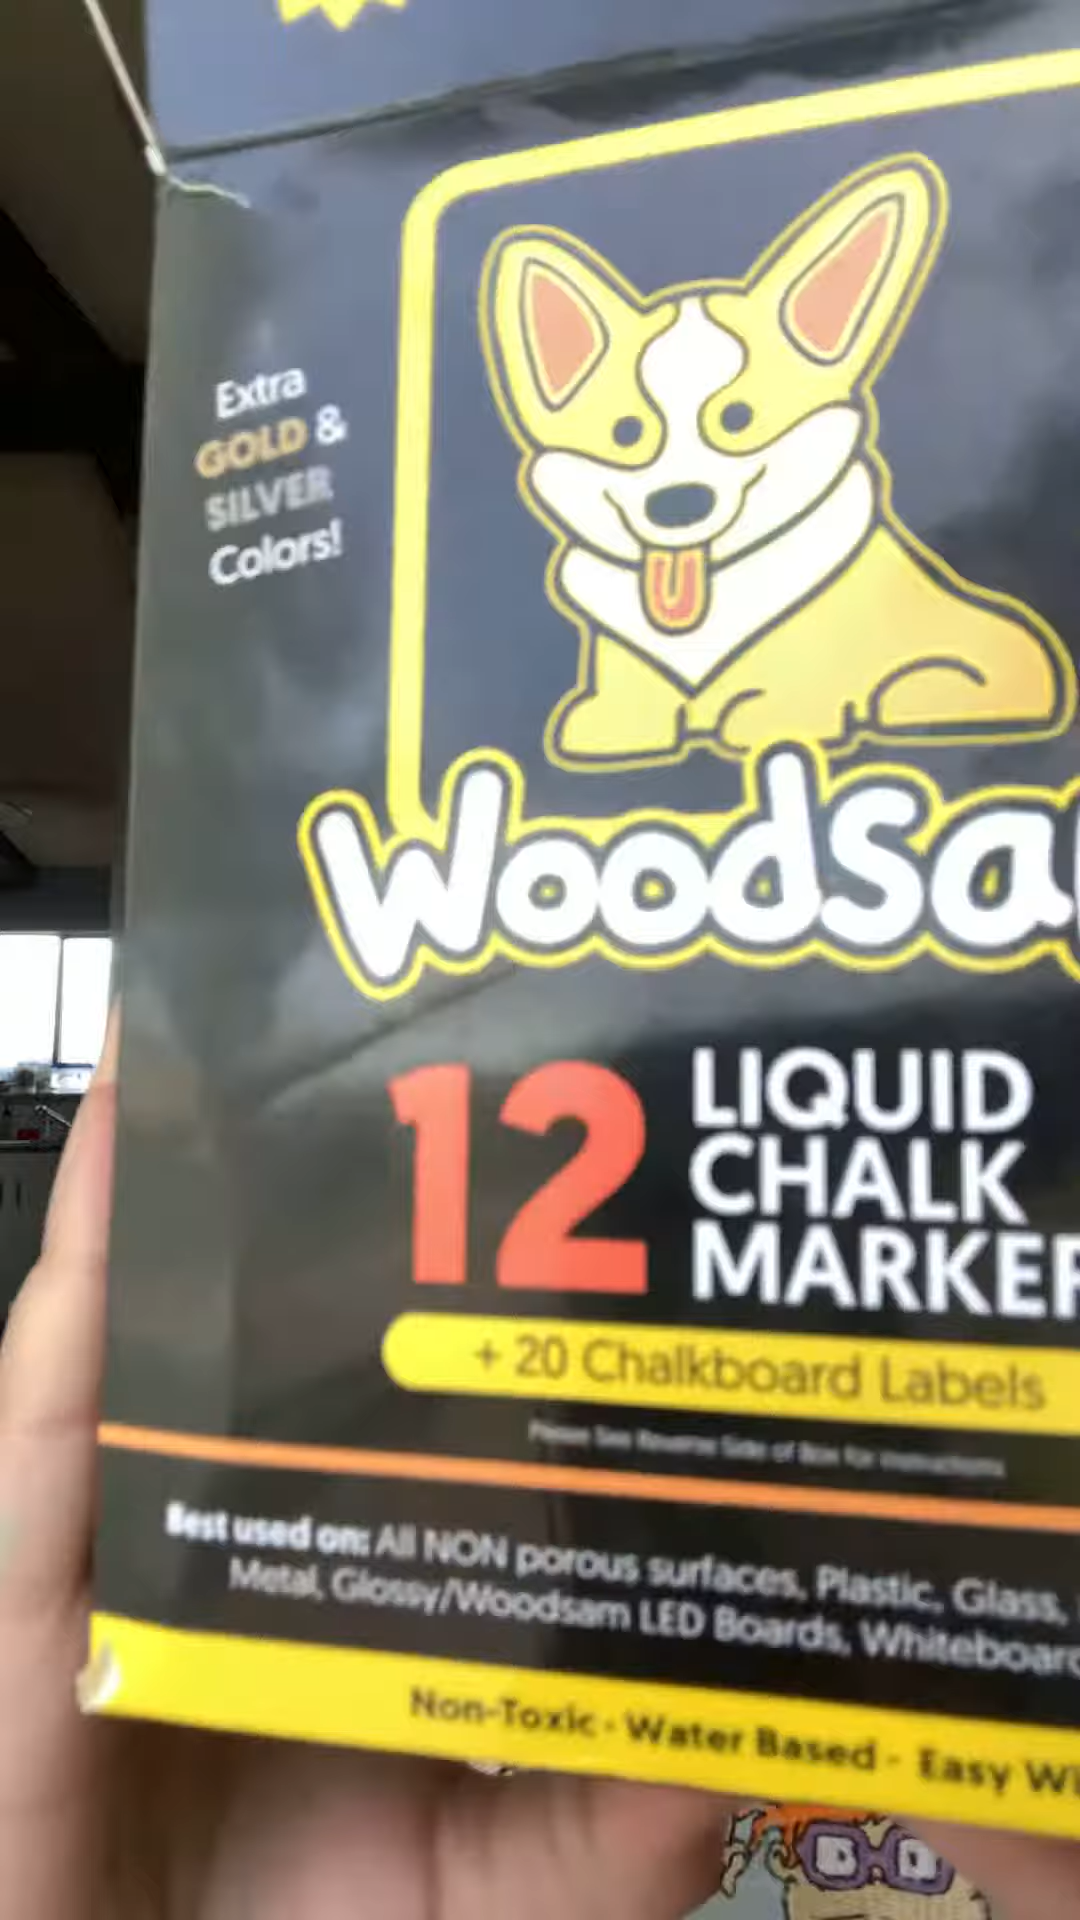 Extra
GOLD &
SILVER
Colors!
Woodsa
12 LIQUID
CHALK
MARKER
+ 20 Chalkboard Labels
Please See Reverse Side of Box for Instructions
Best used on: All NON porous surfaces, Plastic, Glass,
Metal, Glossy/Woodsam LED Boards, Whiteboard
Non-Toxic - Water Based - Easy Wi